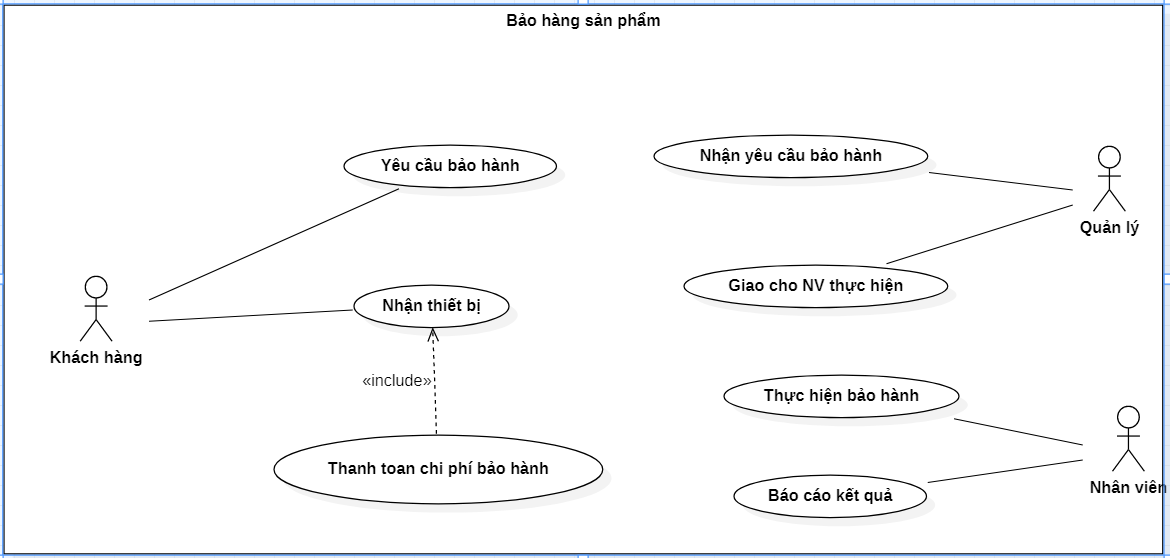 Bảo hàng sản phẩm
Yêu cầu bảo hành
Nhận yêu cầu bảo hành
Quản lý
Giao cho NV thực hiện
Nhận thiết bị
Khách hàng
«include»
Thực hiện bảo hành
Thanh toan chi phí bảo hành
Nhân viên
Báo cáo kết quả